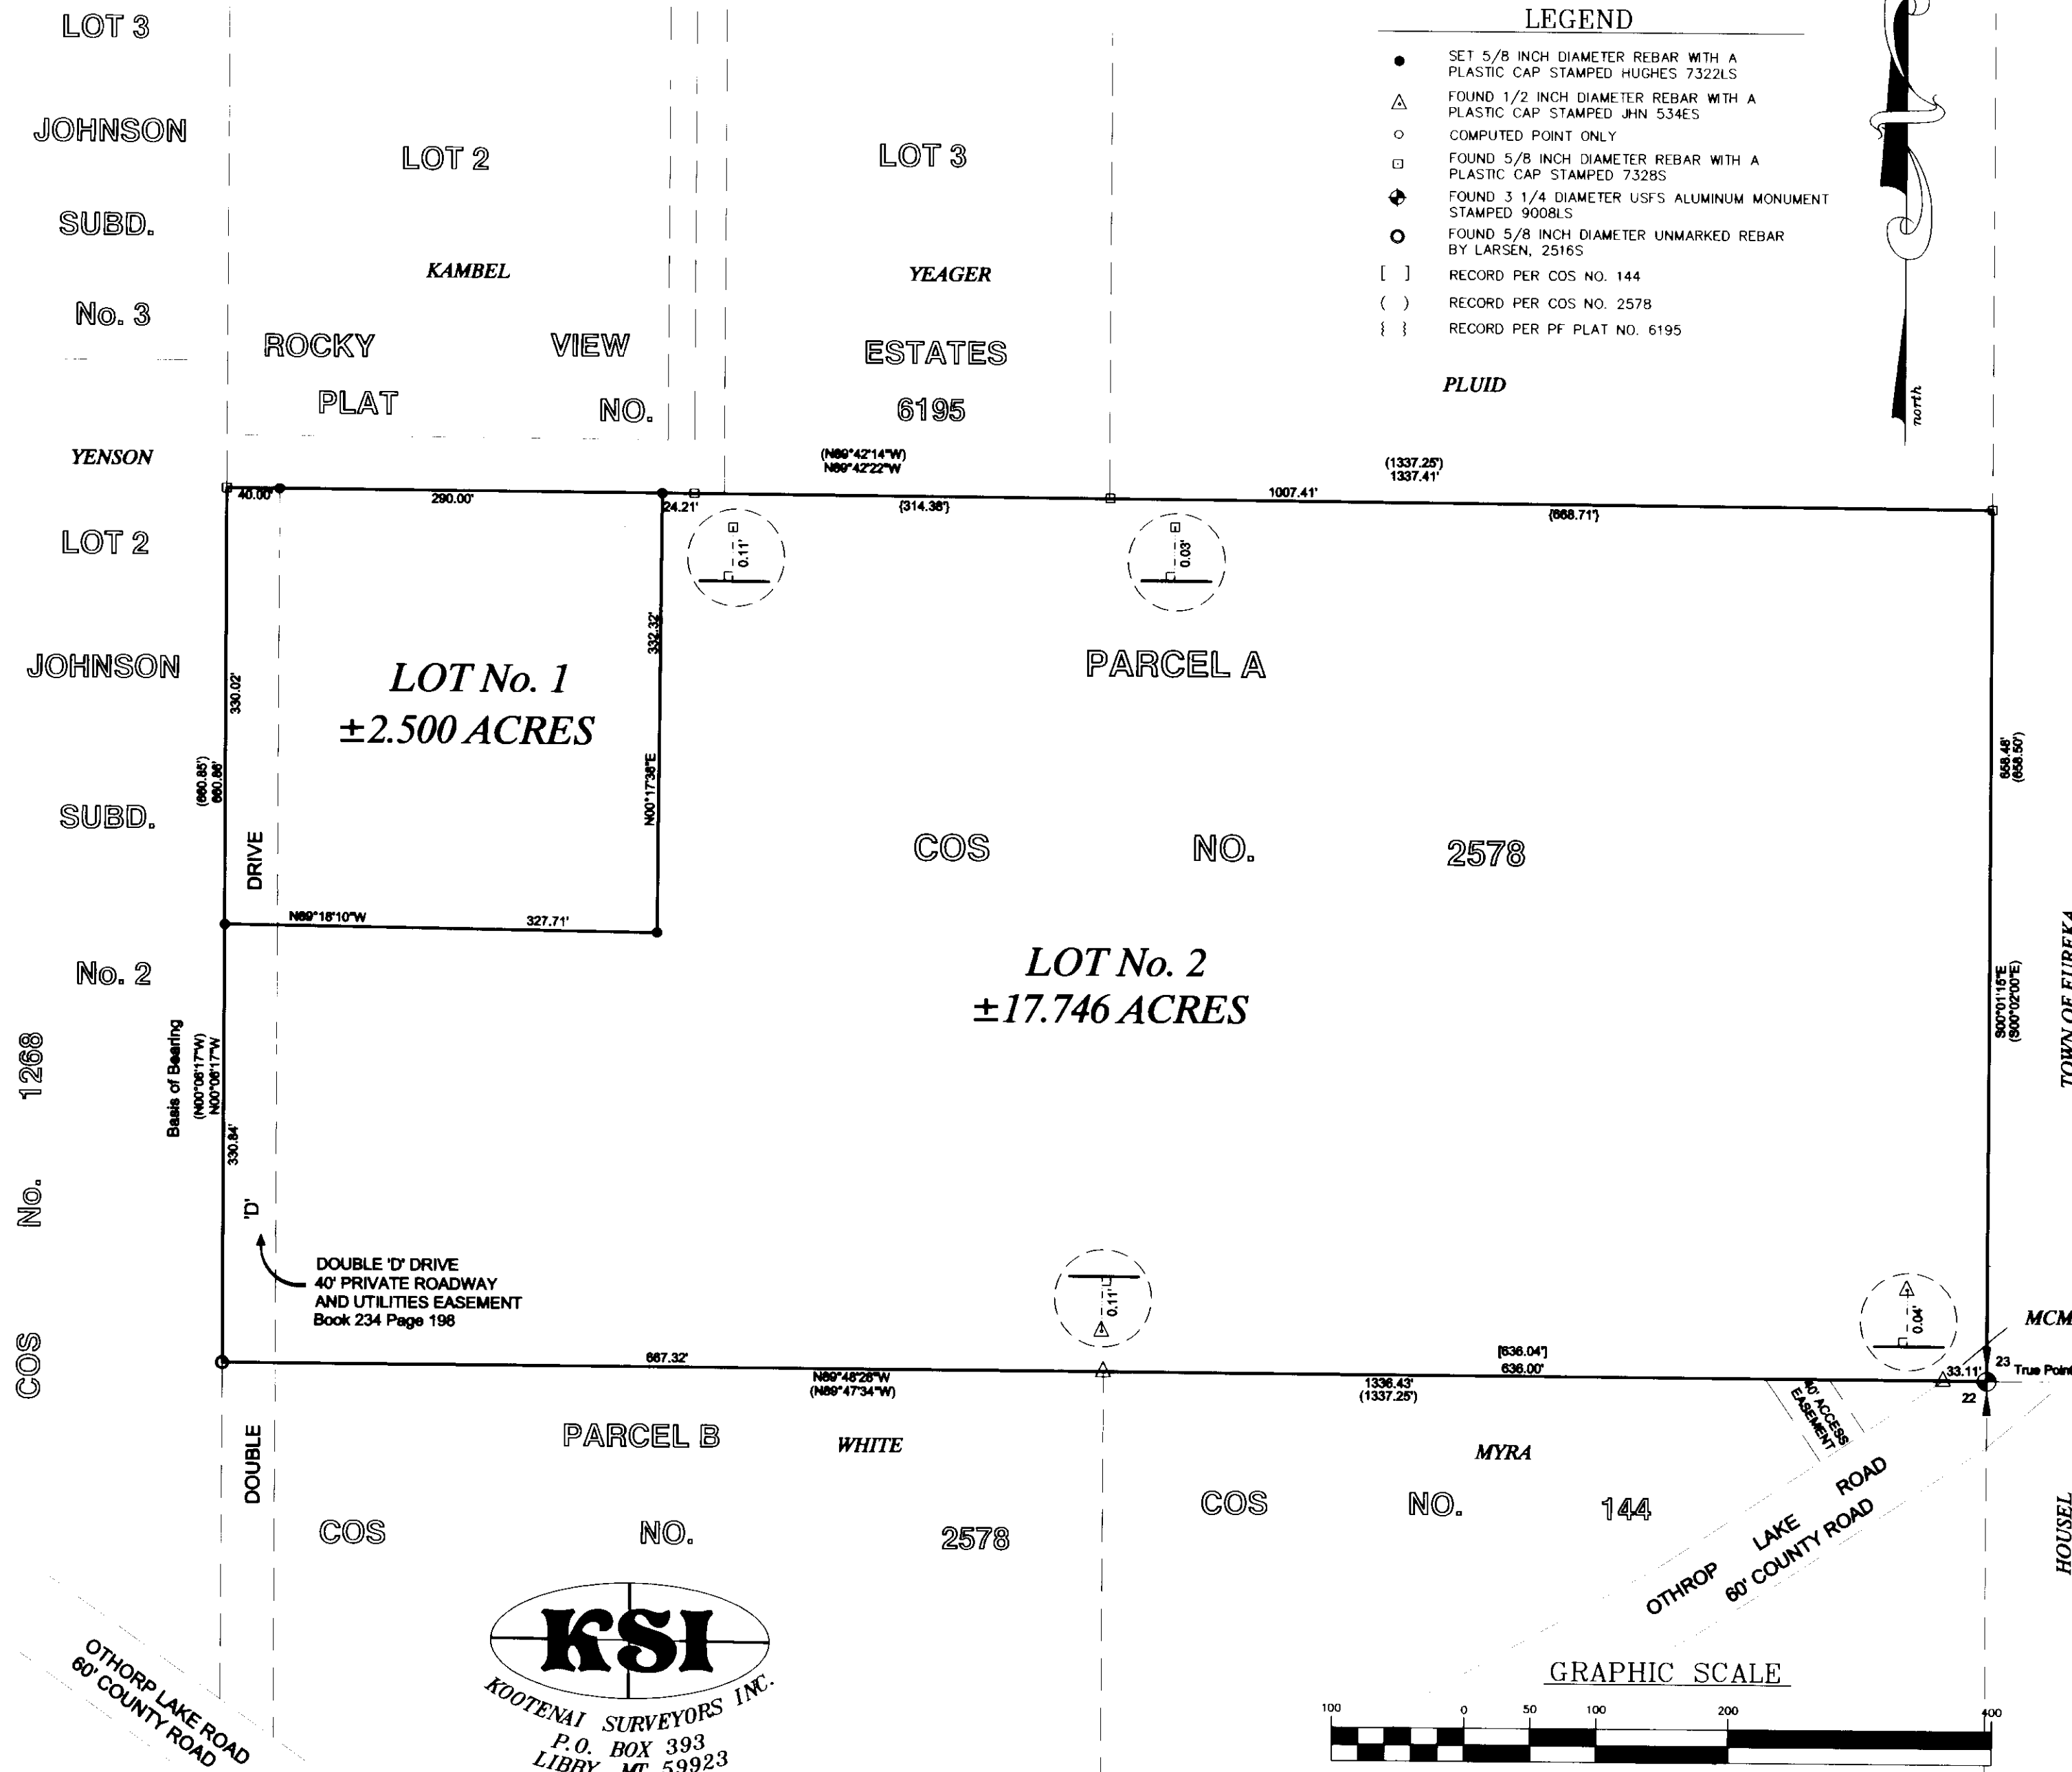 LOT 3
JOHNSON
SUBD.
No. 3
YENSON
LOT 2
JOHNSON
SUBD.
No. 2
COS No. 1268
LOT 2
KAMBEL
ROCKY VIEW ESTATES
PLAT NO. 6195
LOT 3
YEAGER
PLUID
LEGEND
SET 5/8 INCH DIAMETER REBAR WITH A
PLASTIC CAP STAMPED HUGHES 7322LS
FOUND 1/2 INCH DIAMETER REBAR WITH A
PLASTIC CAP STAMPED JHN 534ES
COMPUTED POINT ONLY
FOUND 5/8 INCH DIAMETER REBAR WITH A
PLASTIC CAP STAMPED 7328S
FOUND 3 1/4 DIAMETER USFS ALUMINUM MONUMENT
STAMPED 9008LS
FOUND 5/8 INCH DIAMETER UNMARKED REBAR
BY LARSEN, 2516S
[ ] RECORD PER COS NO. 144
( ) RECORD PER COS NO. 2578
{ } RECORD PER PF PLAT NO. 6195
north
(N89°42'14"W)
N89°42'22"W
(1337.25')
1337.41'
40.00'
290.00'
24.21'
{314.38'}
1007.41'
{668.71'}
0.11'
0.03'
330.02'
(660.85')
660.86'
332.32'
N00°17'38"E
LOT No. 1
±2.500 ACRES
PARCEL A
COS NO. 2578
658.48'
(658.50')
S00°01'15"E
(S00°02'00"E)
TOWN OF EUREKA
DRIVE
N89°18'10"W
327.71'
LOT No. 2
±17.746 ACRES
Basis of Bearing
(N00°06'17"W)
N00°06'17"W
330.84'
'D'
DOUBLE 'D' DRIVE
40' PRIVATE ROADWAY
AND UTILITIES EASEMENT
Book 234 Page 198
0.11'
0.04'
MCM
667.32'
N89°48'28"W
(N89°47'34"W)
[636.04']
636.00'
1336.43'
(1337.25')
33.11'
23
True Point
22
40' ACCESS
EASEMENT
DOUBLE
PARCEL B
WHITE
MYRA
COS NO. 2578
COS NO. 144
OTHROP LAKE ROAD
60' COUNTY ROAD
HOUSEL
OTHORP LAKE ROAD
60' COUNTY ROAD
KSI
KOOTENAI SURVEYORS INC.
P.O. BOX 393
LIBBY, MT 59923
GRAPHIC SCALE
100 0 50 100 200 400